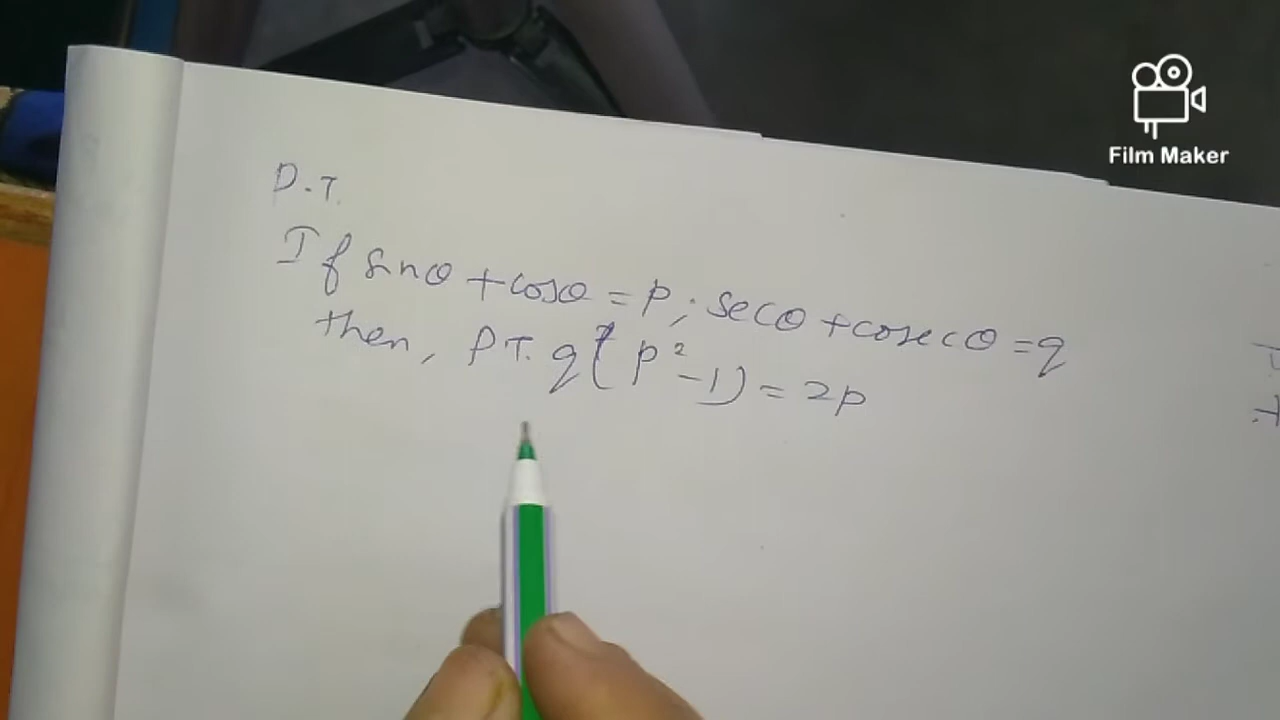 P.T.
If sinθ + cosθ = p; secθ + cosecθ = q
then, P.T. q(p² - 1) = 2p
Film Maker